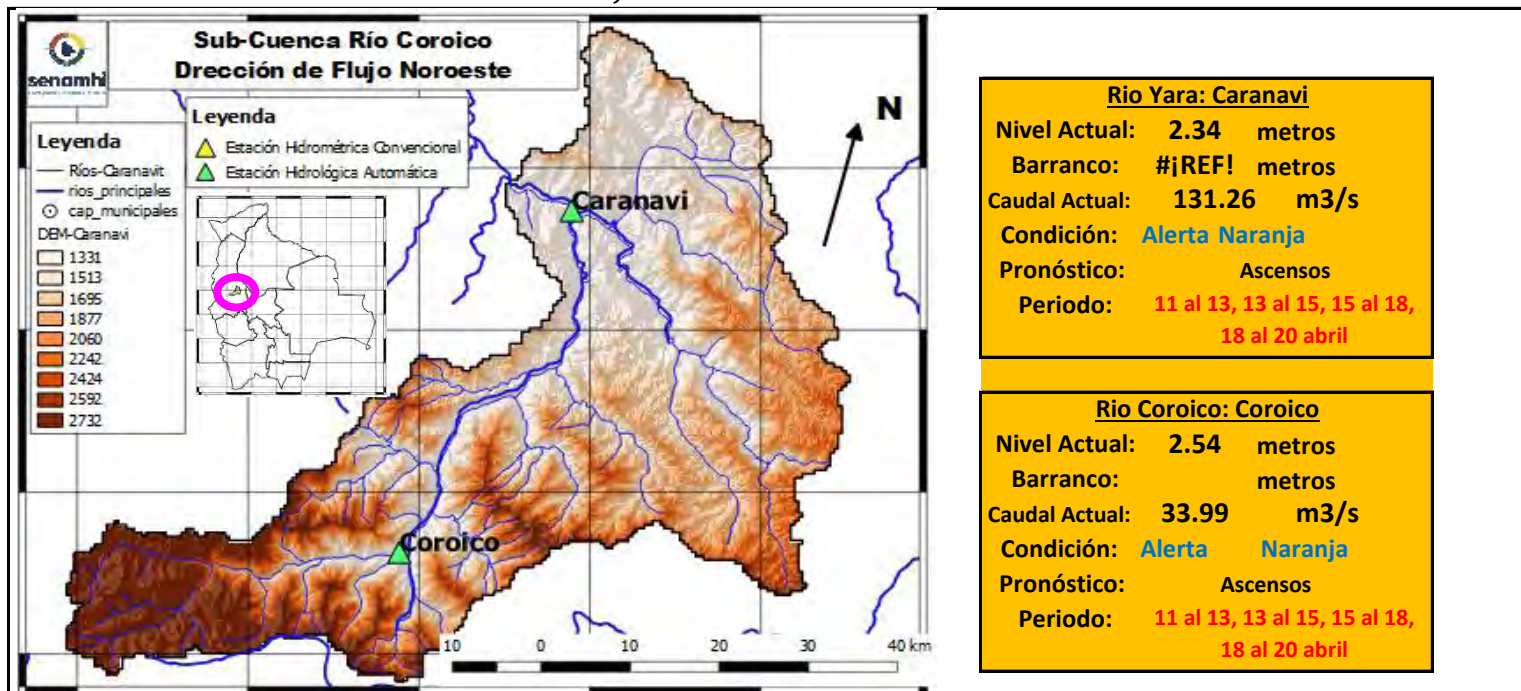 senamhi
Sub-Cuenca Río Coroico
Drección de Flujo Noroeste
Leyenda
Ríos-Caranavit
rios_principales
cap_municipales
DEM-Caranavi
1331
1513
1695
1877
2060
2242
2424
2592
2732
Leyenda
Estación Hidrométrica Convencional
Estación Hidrológica Automática
N
Caranavi
Coroico
10 0 10 20 30 40 km
Rio Yara: Caranavi
Nivel Actual: 2.34 metros
Barranco: #¡REF! metros
Caudal Actual: 131.26 m3/s
Condición: Alerta Naranja
Pronóstico: Ascensos
Periodo: 11 al 13, 13 al 15, 15 al 18,
18 al 20 abril
Rio Coroico: Coroico
Nivel Actual: 2.54 metros
Barranco: metros
Caudal Actual: 33.99 m3/s
Condición: Alerta Naranja
Pronóstico: Ascensos
Periodo: 11 al 13, 13 al 15, 15 al 18,
18 al 20 abril